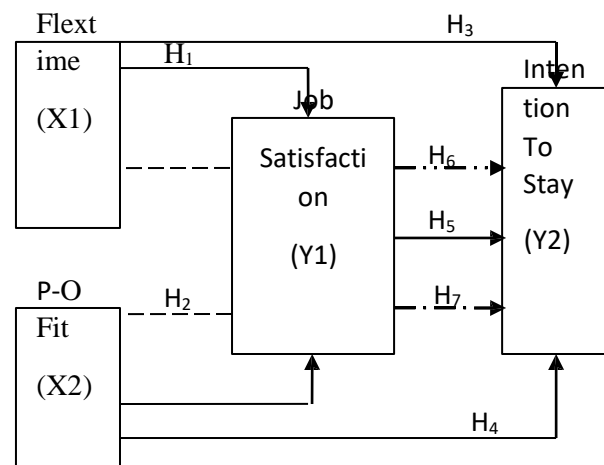 Flext
ime
(X1)
H1
H3
Job
Satisfacti
on
(Y1)
Inten
tion
To
Stay
(Y2)
H6
H5
H7
P-O
Fit
(X2)
H2
H4